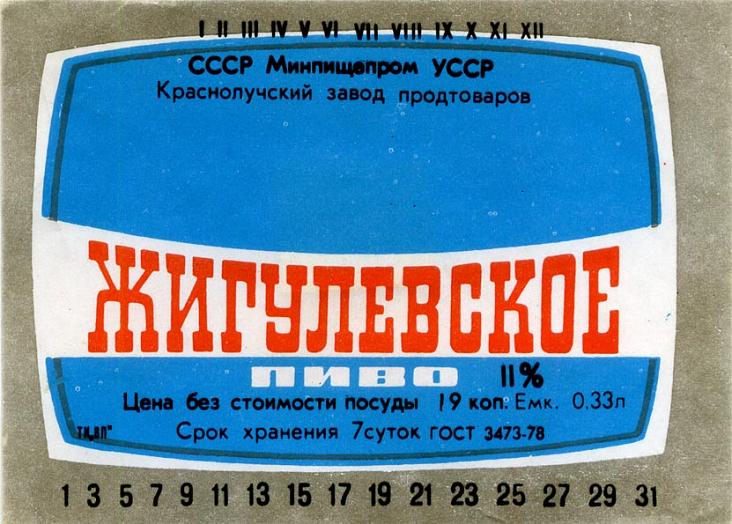 I II III IV V VI VII VIII IX X XI XII
СССР Минпищепром УССР
Краснолучский завод продтоваров
ЖИГУЛЕВСКОЕ
ПИВО 11%
Цена без стоимости посуды 19 коп. Емк. 0.33л
Срок хранения 7суток ГОСТ 3473-78
1 3 5 7 9 11 13 15 17 19 21 23 25 27 29 31